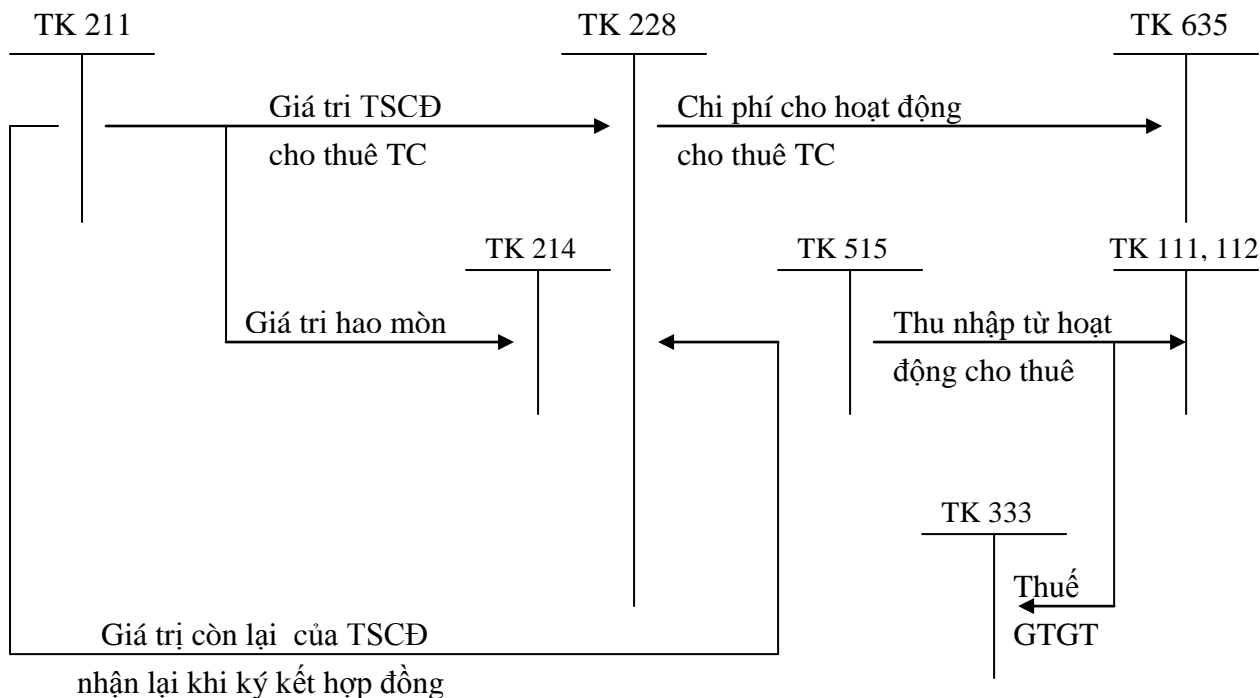 TK 211
TK 228
TK 635
Giá tri TSCĐ
cho thuê TC
Chi phí cho hoạt động
cho thuê TC
TK 214
TK 515
TK 111, 112
Giá tri hao mòn
Thu nhập từ hoạt
động cho thuê
TK 333
Thuế
GTGT
Giá trị còn lại của TSCĐ
nhận lại khi ký kết hợp đồng